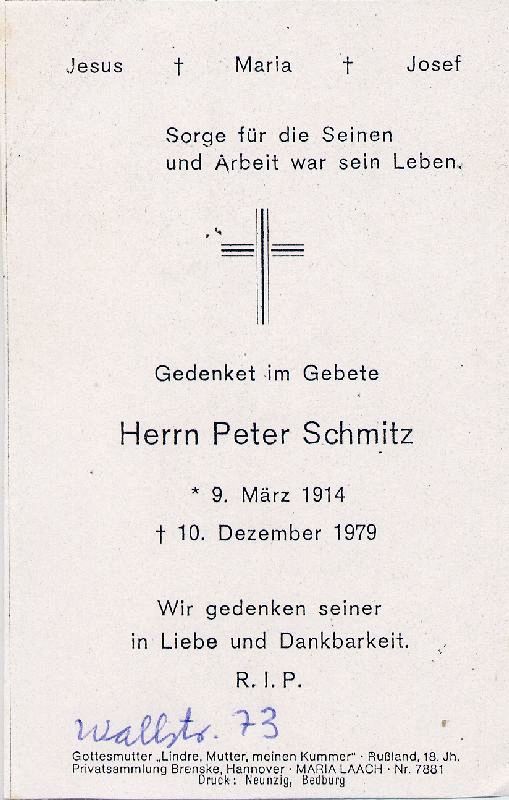 Jesus † Maria † Josef
Sorge für die Seinen
und Arbeit war sein Leben.
Gedenket im Gebete
Herrn Peter Schmitz
* 9. März 1914
† 10. Dezember 1979
Wir gedenken seiner
in Liebe und Dankbarkeit.
R. I. P.
Wallstr. 73
Gottesmutter „Lindre, Mutter, meinen Kummer" · Rußland, 18. Jh.
Privatsammlung Brenske, Hannover · MARIA LAACH · Nr. 7881
Druck: Neunzig, Bedburg